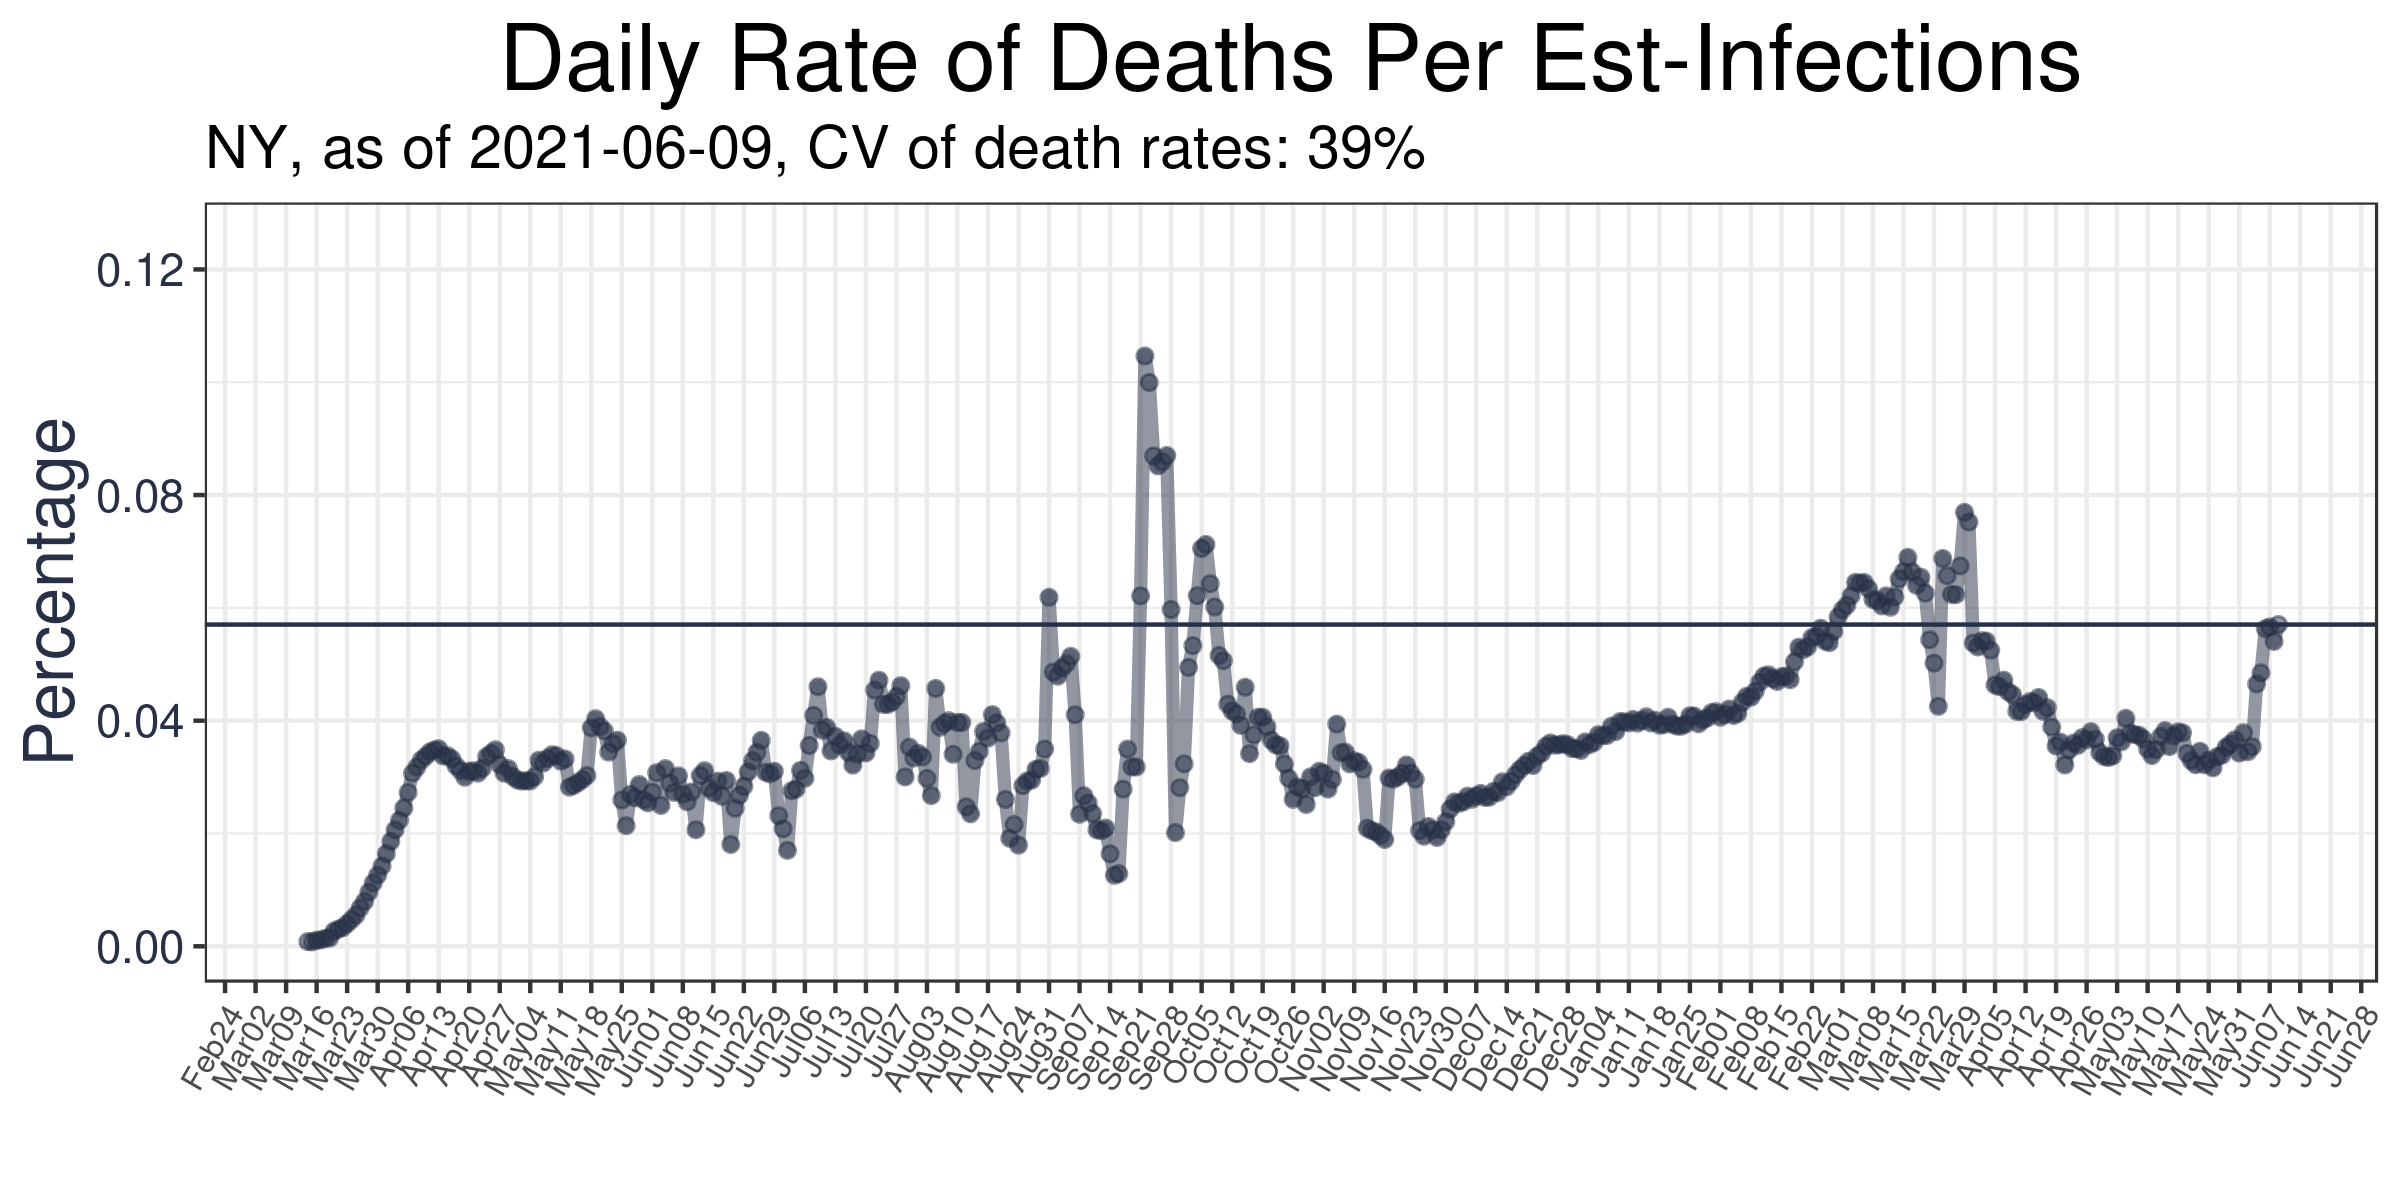 Daily Rate of Deaths Per Est-Infections
NY, as of 2021-06-09, CV of death rates: 39%
Percentage
0.12
0.08
0.04
0.00
Feb24
Mar02
Mar09
Mar16
Mar23
Mar30
Apr06
Apr13
Apr20
Apr27
May04
May11
May18
May25
Jun01
Jun08
Jun15
Jun22
Jun29
Jul06
Jul13
Jul20
Jul27
Aug03
Aug10
Aug17
Aug24
Aug31
Sep07
Sep14
Sep21
Sep28
Oct05
Oct12
Oct19
Oct26
Nov02
Nov09
Nov16
Nov23
Nov30
Dec07
Dec14
Dec21
Dec28
Jan04
Jan11
Jan18
Jan25
Feb01
Feb08
Feb15
Feb22
Mar01
Mar08
Mar15
Mar22
Mar29
Apr05
Apr12
Apr19
Apr26
May03
May10
May17
May24
May31
Jun07
Jun14
Jun21
Jun28